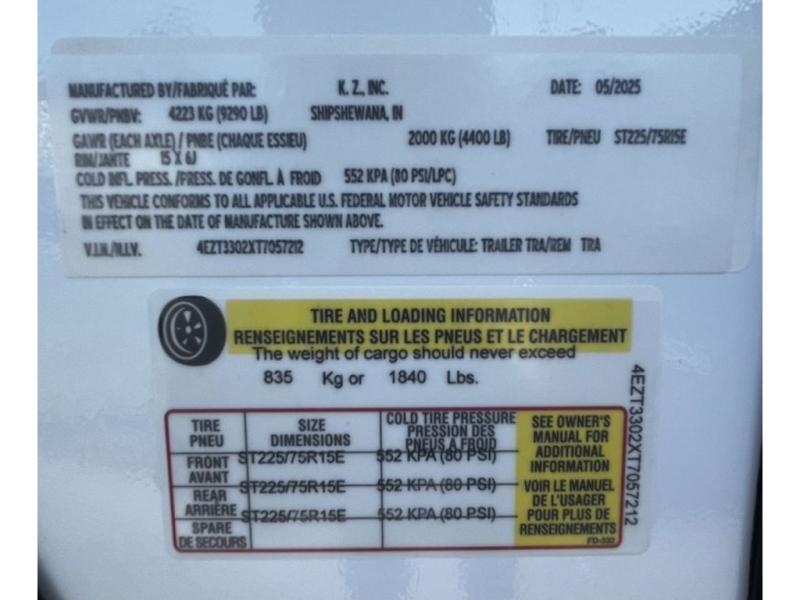 MANUFACTURED BY/FABRIQUÉ PAR: K. Z., INC. DATE: 05/2025
GVWR/PNBV: 4223 KG (9290 LB) SHIPSHEWANA, IN
GAWR (EACH AXLE) / PNBE (CHAQUE ESSIEU) 2000 KG (4400 LB) TIRE/PNEU ST225/75R15E
RIM/JANTE 15 X 6J
COLD INFL. PRESS. /PRESS. DE GONFL. À FROID 552 KPA (80 PSI/LPC)
THIS VEHICLE CONFORMS TO ALL APPLICABLE U.S. FEDERAL MOTOR VEHICLE SAFETY STANDARDS
IN EFFECT ON THE DATE OF MANUFACTURE SHOWN ABOVE.
V.I.N./N.I.V. 4EZT3302XT7057212 TYPE/TYPE DE VÉHICULE: TRAILER TRA/REM TRA
TIRE AND LOADING INFORMATION
RENSEIGNEMENTS SUR LES PNEUS ET LE CHARGEMENT
The weight of cargo should never exceed
835 Kg or 1840 Lbs.
TIRE
PNEU
SIZE
DIMENSIONS
COLD TIRE PRESSURE
PRESSION DES
PNEUS A FROID
FRONT
AVANT
ST225/75R15E 552 KPA (80 PSI)
REAR
ARRIÈRE
ST225/75R15E 552 KPA (80 PSI)
SPARE
DE SECOURS
ST225/75R15E 552 KPA (80 PSI)
SEE OWNER'S
MANUAL FOR
ADDITIONAL
INFORMATION
VOIR LE MANUEL
DE L'USAGER
POUR PLUS DE
RENSEIGNEMENTS
FD-332
4EZT3302XT7057212